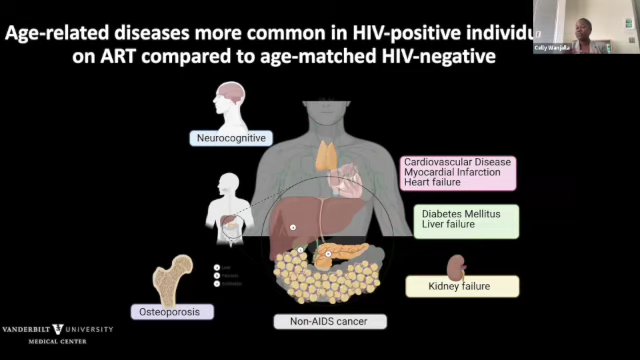 Age-related diseases more common in HIV-positive
on ART compared to age-matched HIV-negative
Celly Wanjalla
Neurocognitive
Cardiovascular Disease
Myocardial Infarction
Heart failure
Diabetes Mellitus
Liver failure
Kidney failure
Osteoporosis
Non-AIDS cancer
VANDERBILT UNIVERSITY
MEDICAL CENTER